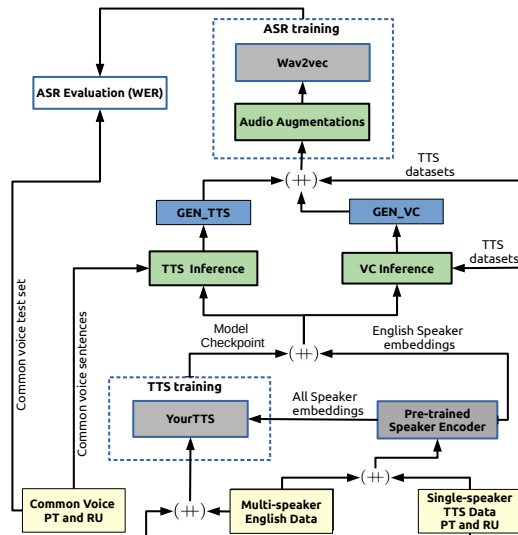 ASR training
Wav2vec
ASR Evaluation (WER)
Audio Augmentations
TTS
datasets
(++)
GEN_TTS
GEN_VC
TTS Inference
VC Inference
TTS
datasets
Common voice test set
Common voice sentences
Model
Checkpoint
(++)
English Speaker
embeddings
TTS training
YourTTS
All Speaker
embeddings
Pre-trained
Speaker Encoder
(++)
Common Voice
PT and RU
(++)
Multi-speaker
English Data
Single-speaker
TTS Data
PT and RU